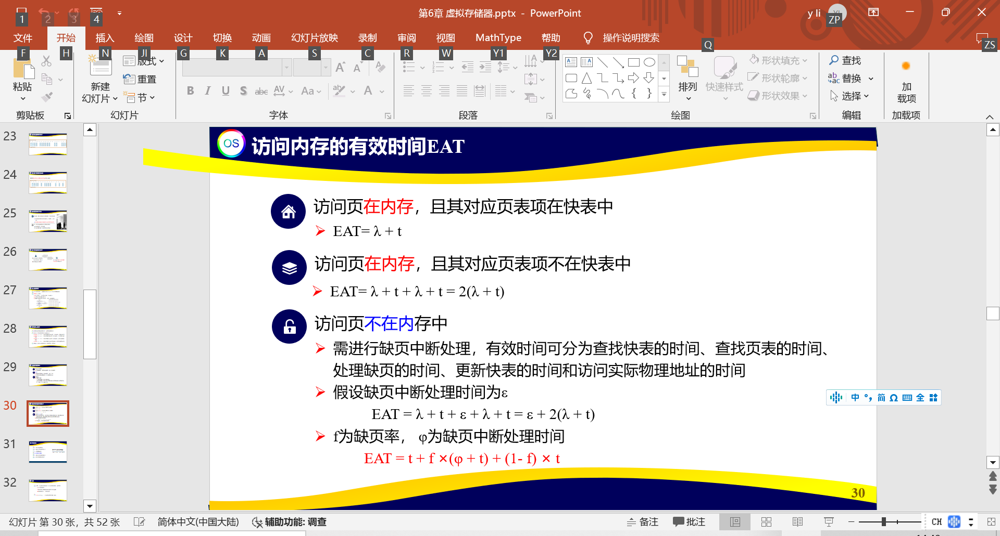 第6章 虚拟存储器.pptx - PowerPoint
y li
1 2 3 4 ZP
文件 开始 插入 绘图 设计 切换 动画 幻灯片放映 录制 审阅 视图 MathType 帮助 操作说明搜索
F H N JI G K A S C R W Y1 Y2 Q ZS
粘贴
剪贴板
新建
幻灯片
版式
重置
节
幻灯片
B I U S abc AV Aa A
字体
段落
排列
快速样式
形状填充
形状轮廓
形状效果
绘图
查找
替换
选择
编辑
加
载项
加载项
23
24
25
26
27
28
29
30
31
32
OS 访问内存的有效时间EAT
访问页在内存，且其对应页表项在快表中
EAT= λ + t
访问页在内存，且其对应页表项不在快表中
EAT= λ + t + λ + t = 2(λ + t)
访问页不在内存中
需进行缺页中断处理，有效时间可分为查找快表的时间、查找页表的时间、
处理缺页的时间、更新快表的时间和访问实际物理地址的时间
假设缺页中断处理时间为ε
EAT = λ + t + ε + λ + t = ε + 2(λ + t)
f为缺页率， φ为缺页中断处理时间
EAT = t + f ×(φ + t) + (1- f) × t
30
中 °, 简 Ω 全
幻灯片 第 30 张，共 52 张 简体中文(中国大陆) 辅助功能: 调查 备注 批注 CH